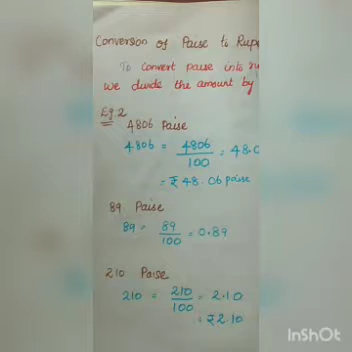 Conversion of Paise to Rupe
To convert paise into ru
we divide the amount by
Eg.2
4806 Paise
4806 = 4806/100 = 48.0
= ₹48.06 paise
89 Paise
89 = 89/100 = 0.89
210 Paise
210 = 210/100 = 2.10
= ₹2.10
InShOt